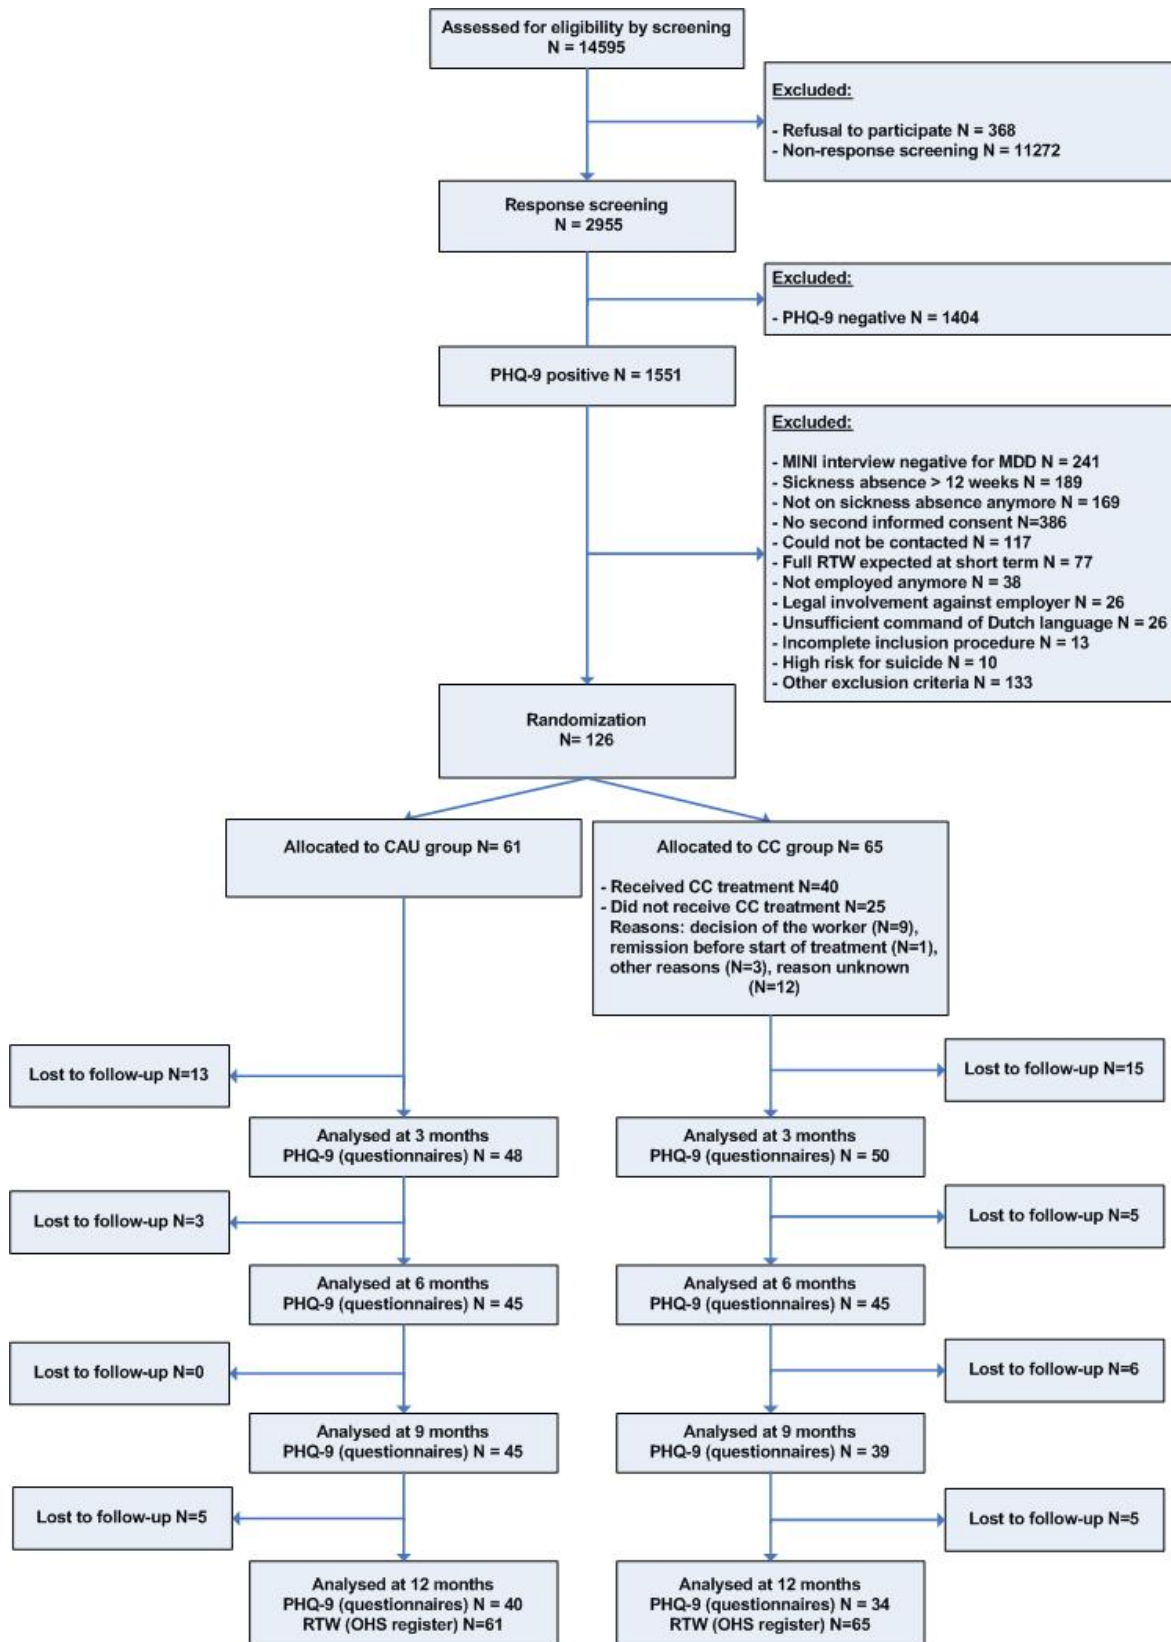 Assessed for eligibility by screening
N = 14595
Excluded:
- Refusal to participate N = 368
- Non-response screening N = 11272
Response screening
N = 2955
Excluded:
- PHQ-9 negative N = 1404
PHQ-9 positive N = 1551
Excluded:
- MINI interview negative for MDD N = 241
- Sickness absence > 12 weeks N = 189
- Not on sickness absence anymore N = 169
- No second informed consent N=386
- Could not be contacted N = 117
- Full RTW expected at short term N = 77
- Not employed anymore N = 38
- Legal involvement against employer N = 26
- Unsufficient command of Dutch language N = 26
- Incomplete inclusion procedure N = 13
- High risk for suicide N = 10
- Other exclusion criteria N = 133
Randomization
N= 126
Allocated to CAU group N= 61
Allocated to CC group N= 65
- Received CC treatment N=40
- Did not receive CC treatment N=25
Reasons: decision of the worker (N=9),
remission before start of treatment (N=1),
other reasons (N=3), reason unknown
(N=12)
Lost to follow-up N=13
Lost to follow-up N=15
Analysed at 3 months
PHQ-9 (questionnaires) N = 48
Analysed at 3 months
PHQ-9 (questionnaires) N = 50
Lost to follow-up N=3
Lost to follow-up N=5
Analysed at 6 months
PHQ-9 (questionnaires) N = 45
Analysed at 6 months
PHQ-9 (questionnaires) N = 45
Lost to follow-up N=0
Lost to follow-up N=6
Analysed at 9 months
PHQ-9 (questionnaires) N = 45
Analysed at 9 months
PHQ-9 (questionnaires) N = 39
Lost to follow-up N=5
Lost to follow-up N=5
Analysed at 12 months
PHQ-9 (questionnaires) N = 40
RTW (OHS register) N=61
Analysed at 12 months
PHQ-9 (questionnaires) N = 34
RTW (OHS register) N=65